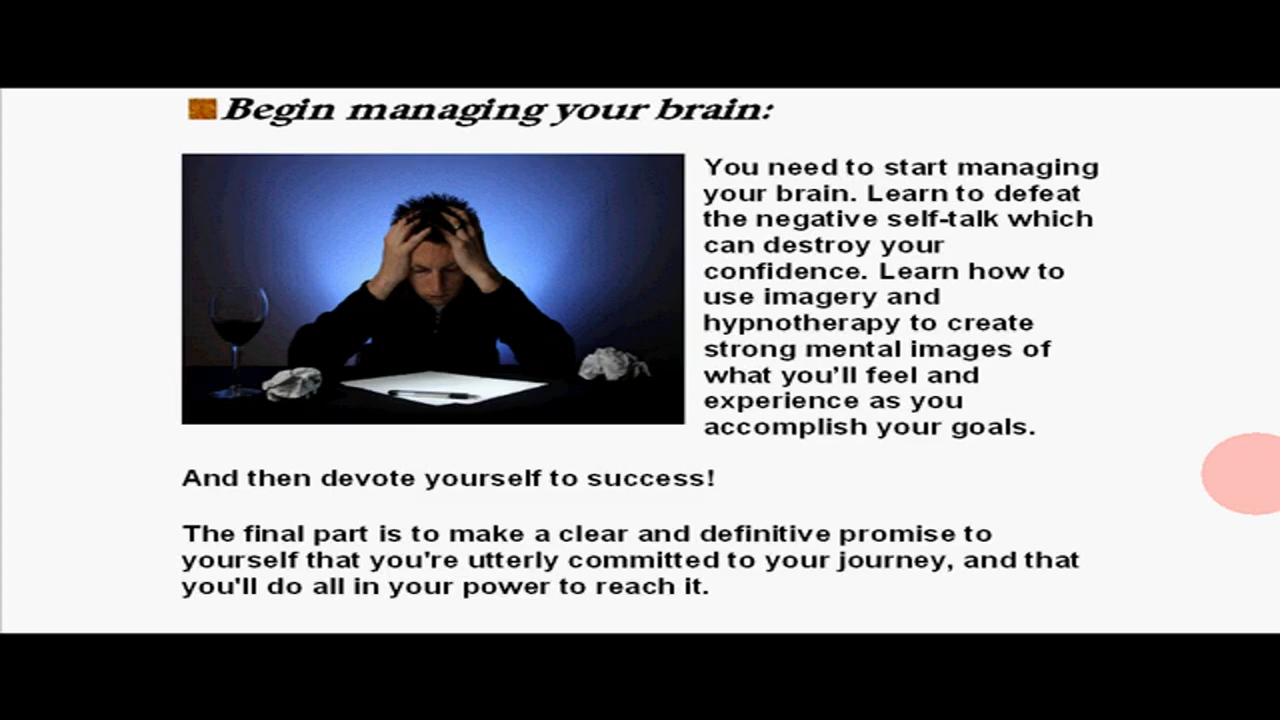 Begin managing your brain:
You need to start managing
your brain. Learn to defeat
the negative self-talk which
can destroy your
confidence. Learn how to
use imagery and
hypnotherapy to create
strong mental images of
what you’ll feel and
experience as you
accomplish your goals.
And then devote yourself to success!
The final part is to make a clear and definitive promise to
yourself that you're utterly committed to your journey, and that
you'll do all in your power to reach it.